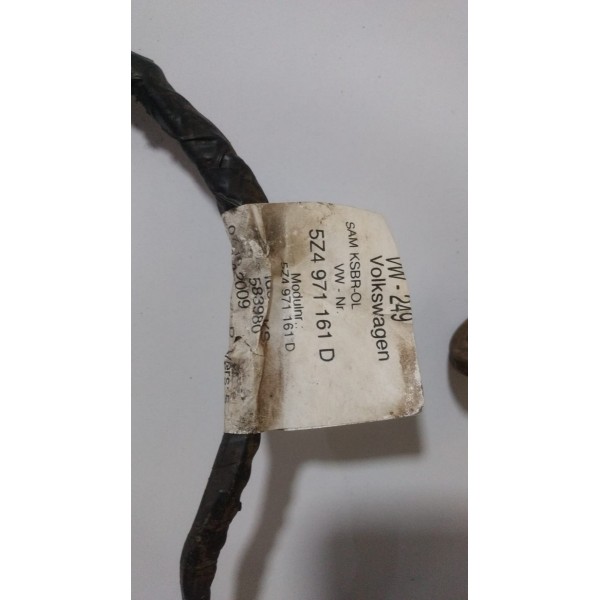 VW - 249
Volkswagen
SAM KSBR-OL
VW - Nr.
5Z4 971 161 D
Modulnr.:
5Z4 971 161 D
583980
2009